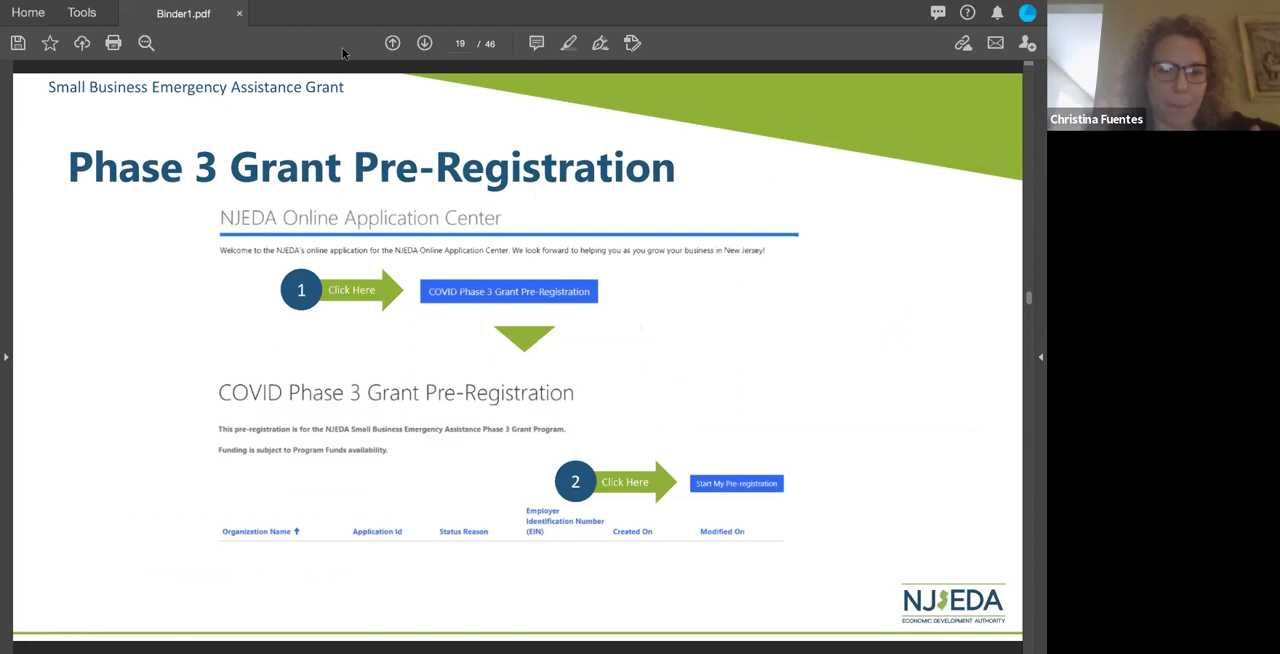 Home Tools Binder1.pdf ×
19 / 46
Small Business Emergency Assistance Grant
Phase 3 Grant Pre-Registration
NJEDA Online Application Center
Welcome to the NJEDA's online application for the NJEDA Online Application Center. We look forward to helping you as you grow your business in New Jersey!
1 Click Here COVID Phase 3 Grant Pre-Registration
COVID Phase 3 Grant Pre-Registration
This pre-registration is for the NJEDA Small Business Emergency Assistance Phase 3 Grant Program.
Funding is subject to Program Funds availability.
2 Click Here Start My Pre-registration
Organization Name Application Id Status Reason Employer Identification Number (EIN) Created On Modified On
NJEDA
ECONOMIC DEVELOPMENT AUTHORITY
Christina Fuentes